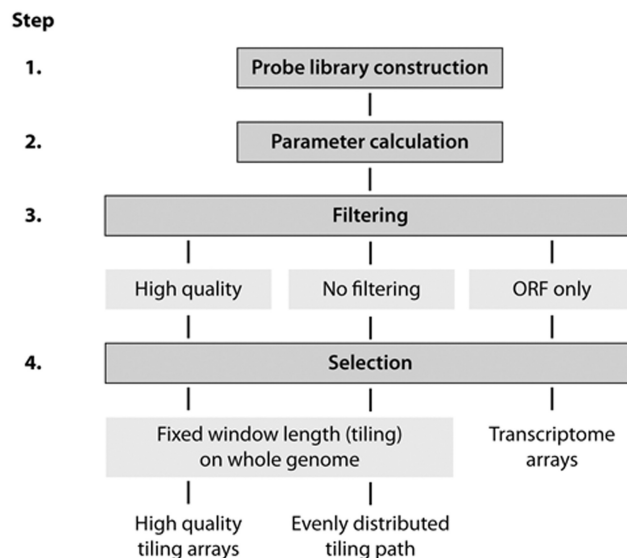 Step
1. Probe library construction
2. Parameter calculation
3. Filtering
High quality No filtering ORF only
4. Selection
Fixed window length (tiling)
on whole genome
Transcriptome
arrays
High quality
tiling arrays
Evenly distributed
tiling path